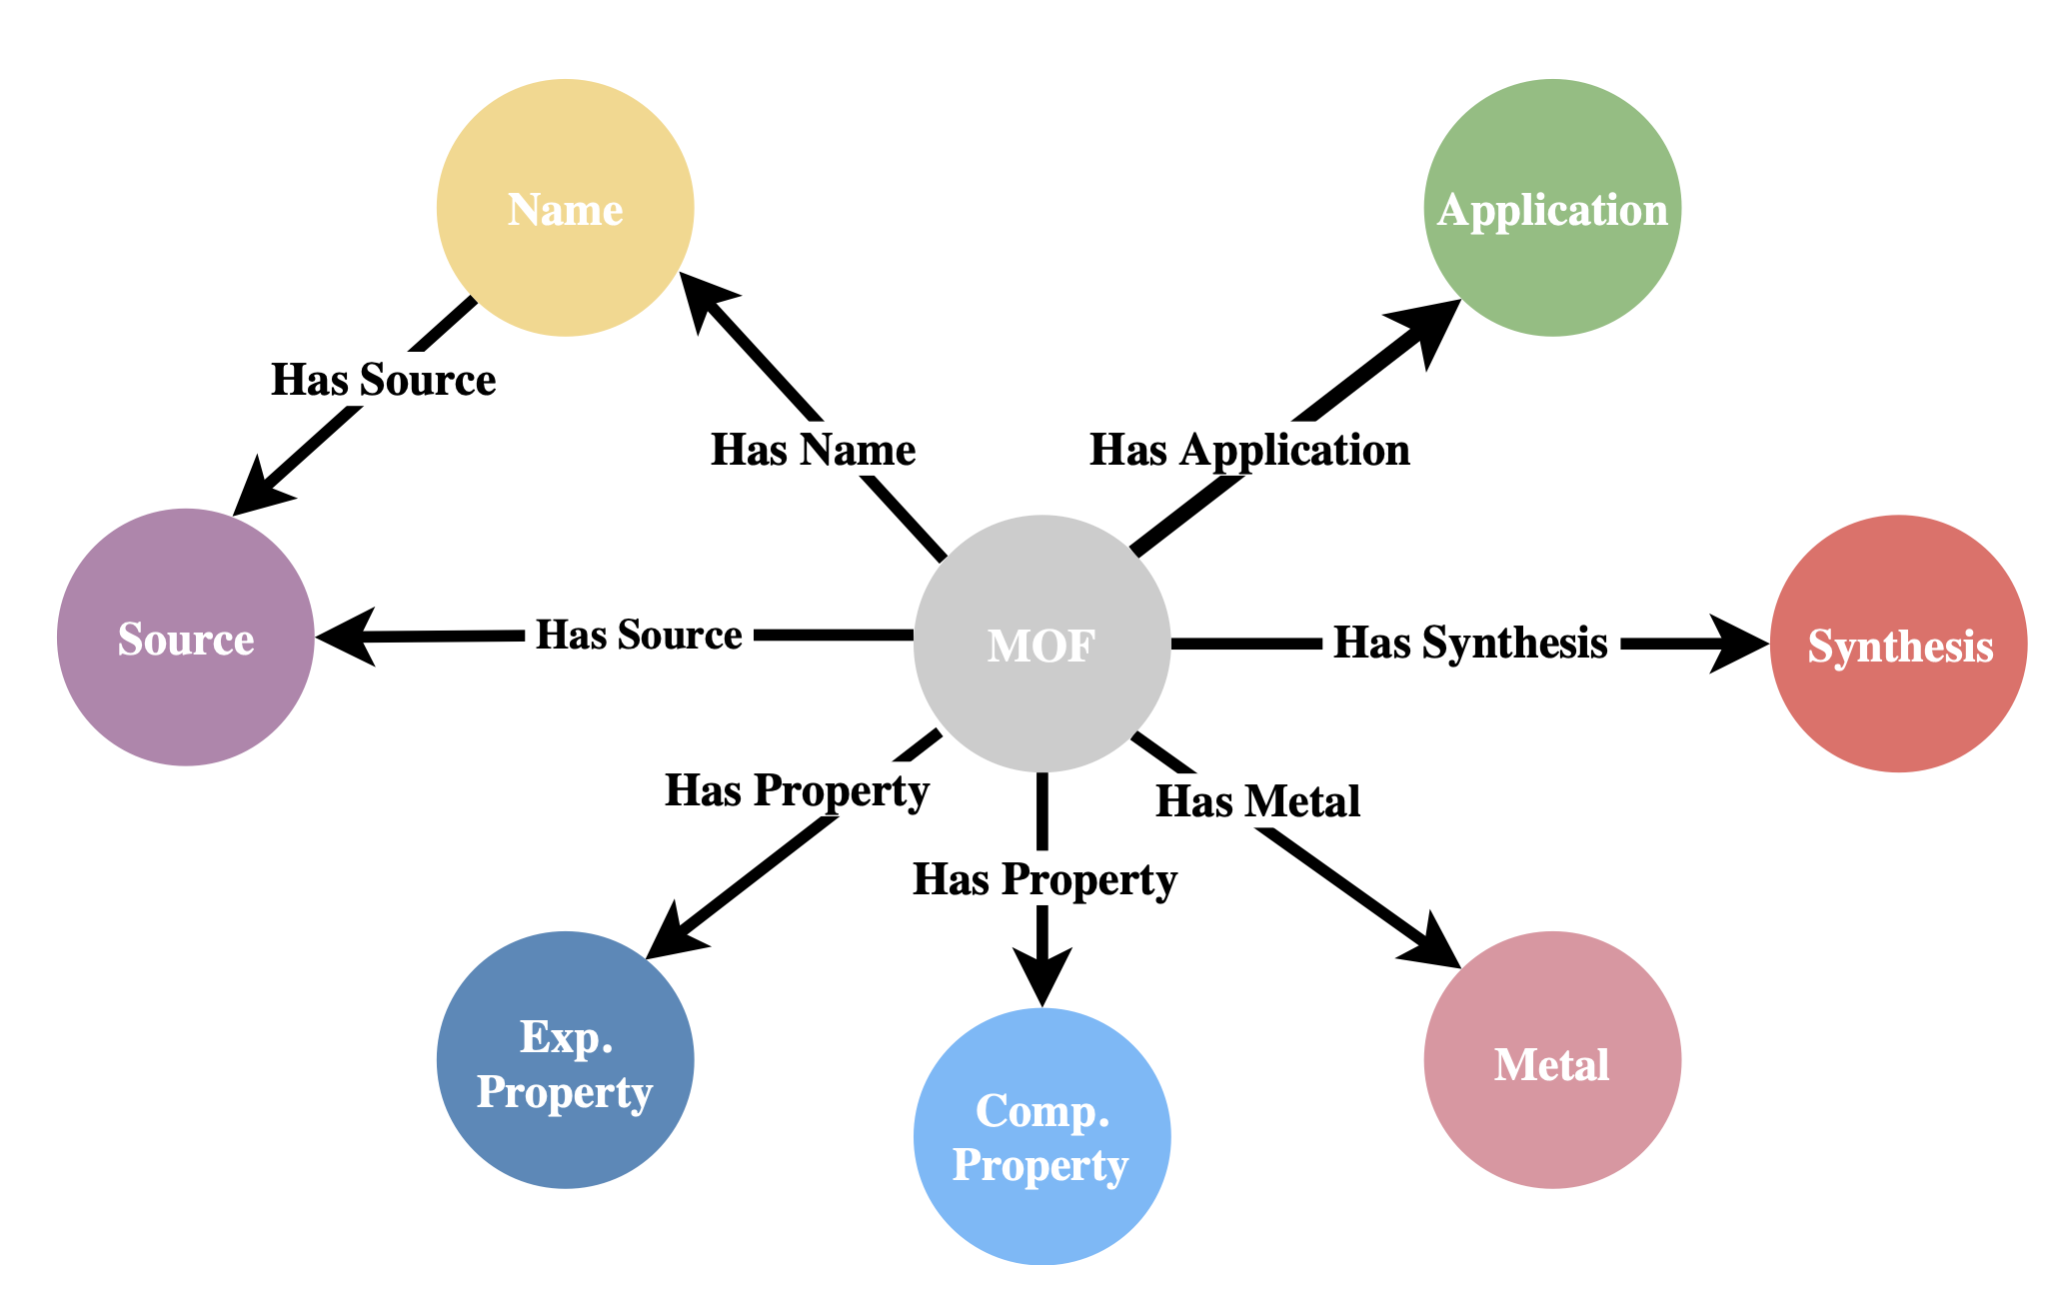 Name
Application
Has Source
Has Name
Has Application
Source
Has Source
MOF
Has Synthesis
Synthesis
Has Property
Has Metal
Has Property
Exp.
Property
Comp.
Property
Metal